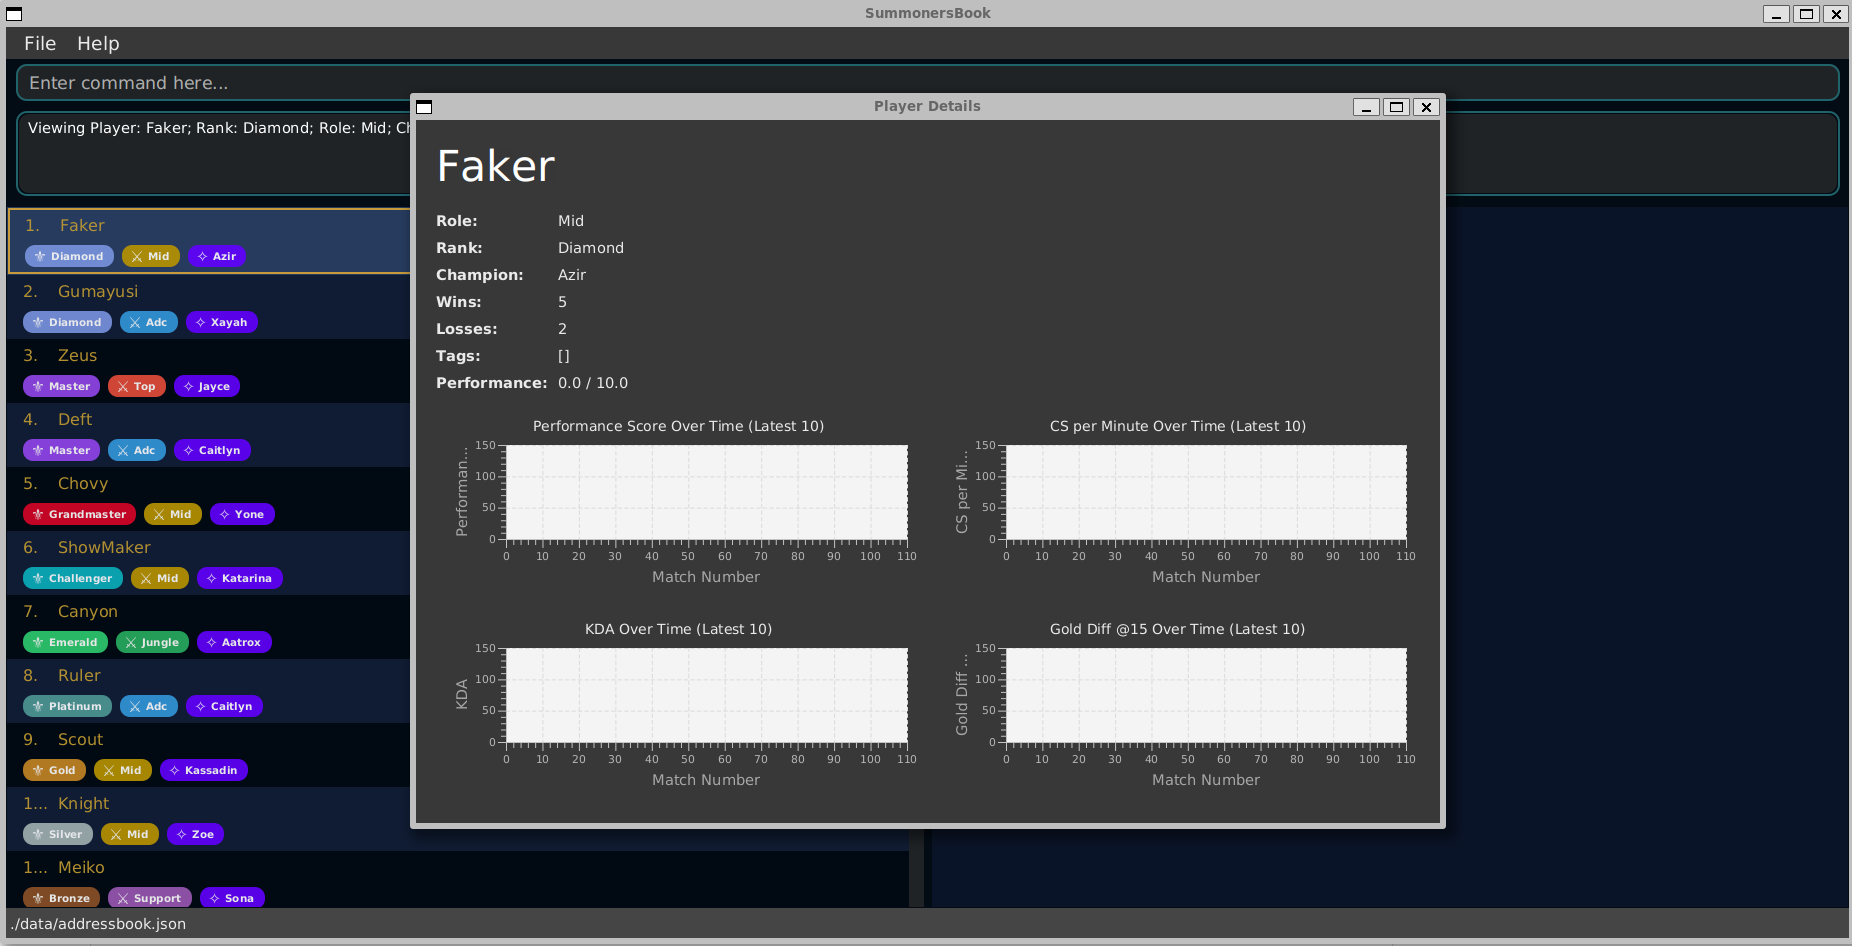 SummonersBook
File Help
Enter command here...
Viewing Player: Faker; Rank: Diamond; Role: Mid;
Player Details
Faker
Role: Mid
Rank: Diamond
Champion: Azir
Wins: 5
Losses: 2
Tags: []
Performance: 0.0 / 10.0
Performance Score Over Time (Latest 10)
Performan...
150
100
50
0
0 10 20 30 40 50 60 70 80 90 100 110
Match Number
CS per Minute Over Time (Latest 10)
CS per Mi...
150
100
50
0
0 10 20 30 40 50 60 70 80 90 100 110
Match Number
KDA Over Time (Latest 10)
KDA
150
100
50
0
0 10 20 30 40 50 60 70 80 90 100 110
Match Number
Gold Diff @15 Over Time (Latest 10)
Gold Diff ...
150
100
50
0
0 10 20 30 40 50 60 70 80 90 100 110
Match Number
1. Faker
Diamond Mid Azir
2. Gumayusi
Diamond Adc Xayah
3. Zeus
Master Top Jayce
4. Deft
Master Adc Caitlyn
5. Chovy
Grandmaster Mid Yone
6. ShowMaker
Challenger Mid Katarina
7. Canyon
Emerald Jungle Aatrox
8. Ruler
Platinum Adc Caitlyn
9. Scout
Gold Mid Kassadin
1... Knight
Silver Mid Zoe
1... Meiko
Bronze Support Sona
./data/addressbook.json